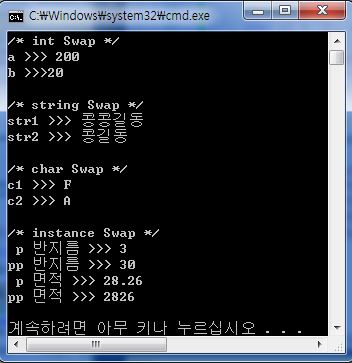 C:\Windows\system32\cmd.exe
/* int Swap */
a >>> 200
b >>>20
/* string Swap */
str1 >>> 콩콩길동
str2 >>> 콩길동
/* char Swap */
c1 >>> F
c2 >>> A
/* instance Swap */
p 반지름 >>> 3
pp 반지름 >>> 30
p 면적 >>> 28.26
pp 면적 >>> 2826
계속하려면 아무 키나 누르십시오 . . .